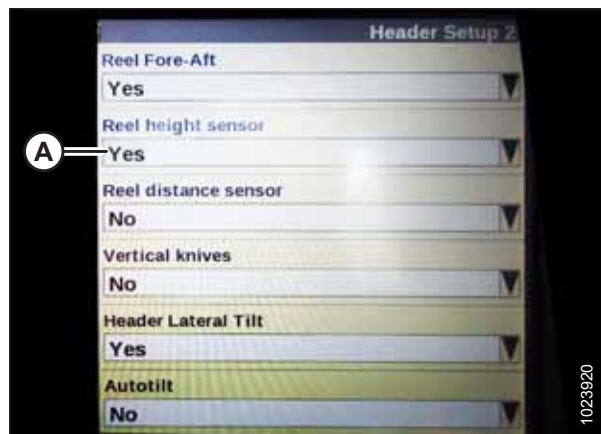 Header Setup 2
Reel Fore-Aft
Yes
Reel height sensor
A
Yes
Reel distance sensor
No
Vertical knives
No
Header Lateral Tilt
Yes
Autotilt
No
1023920